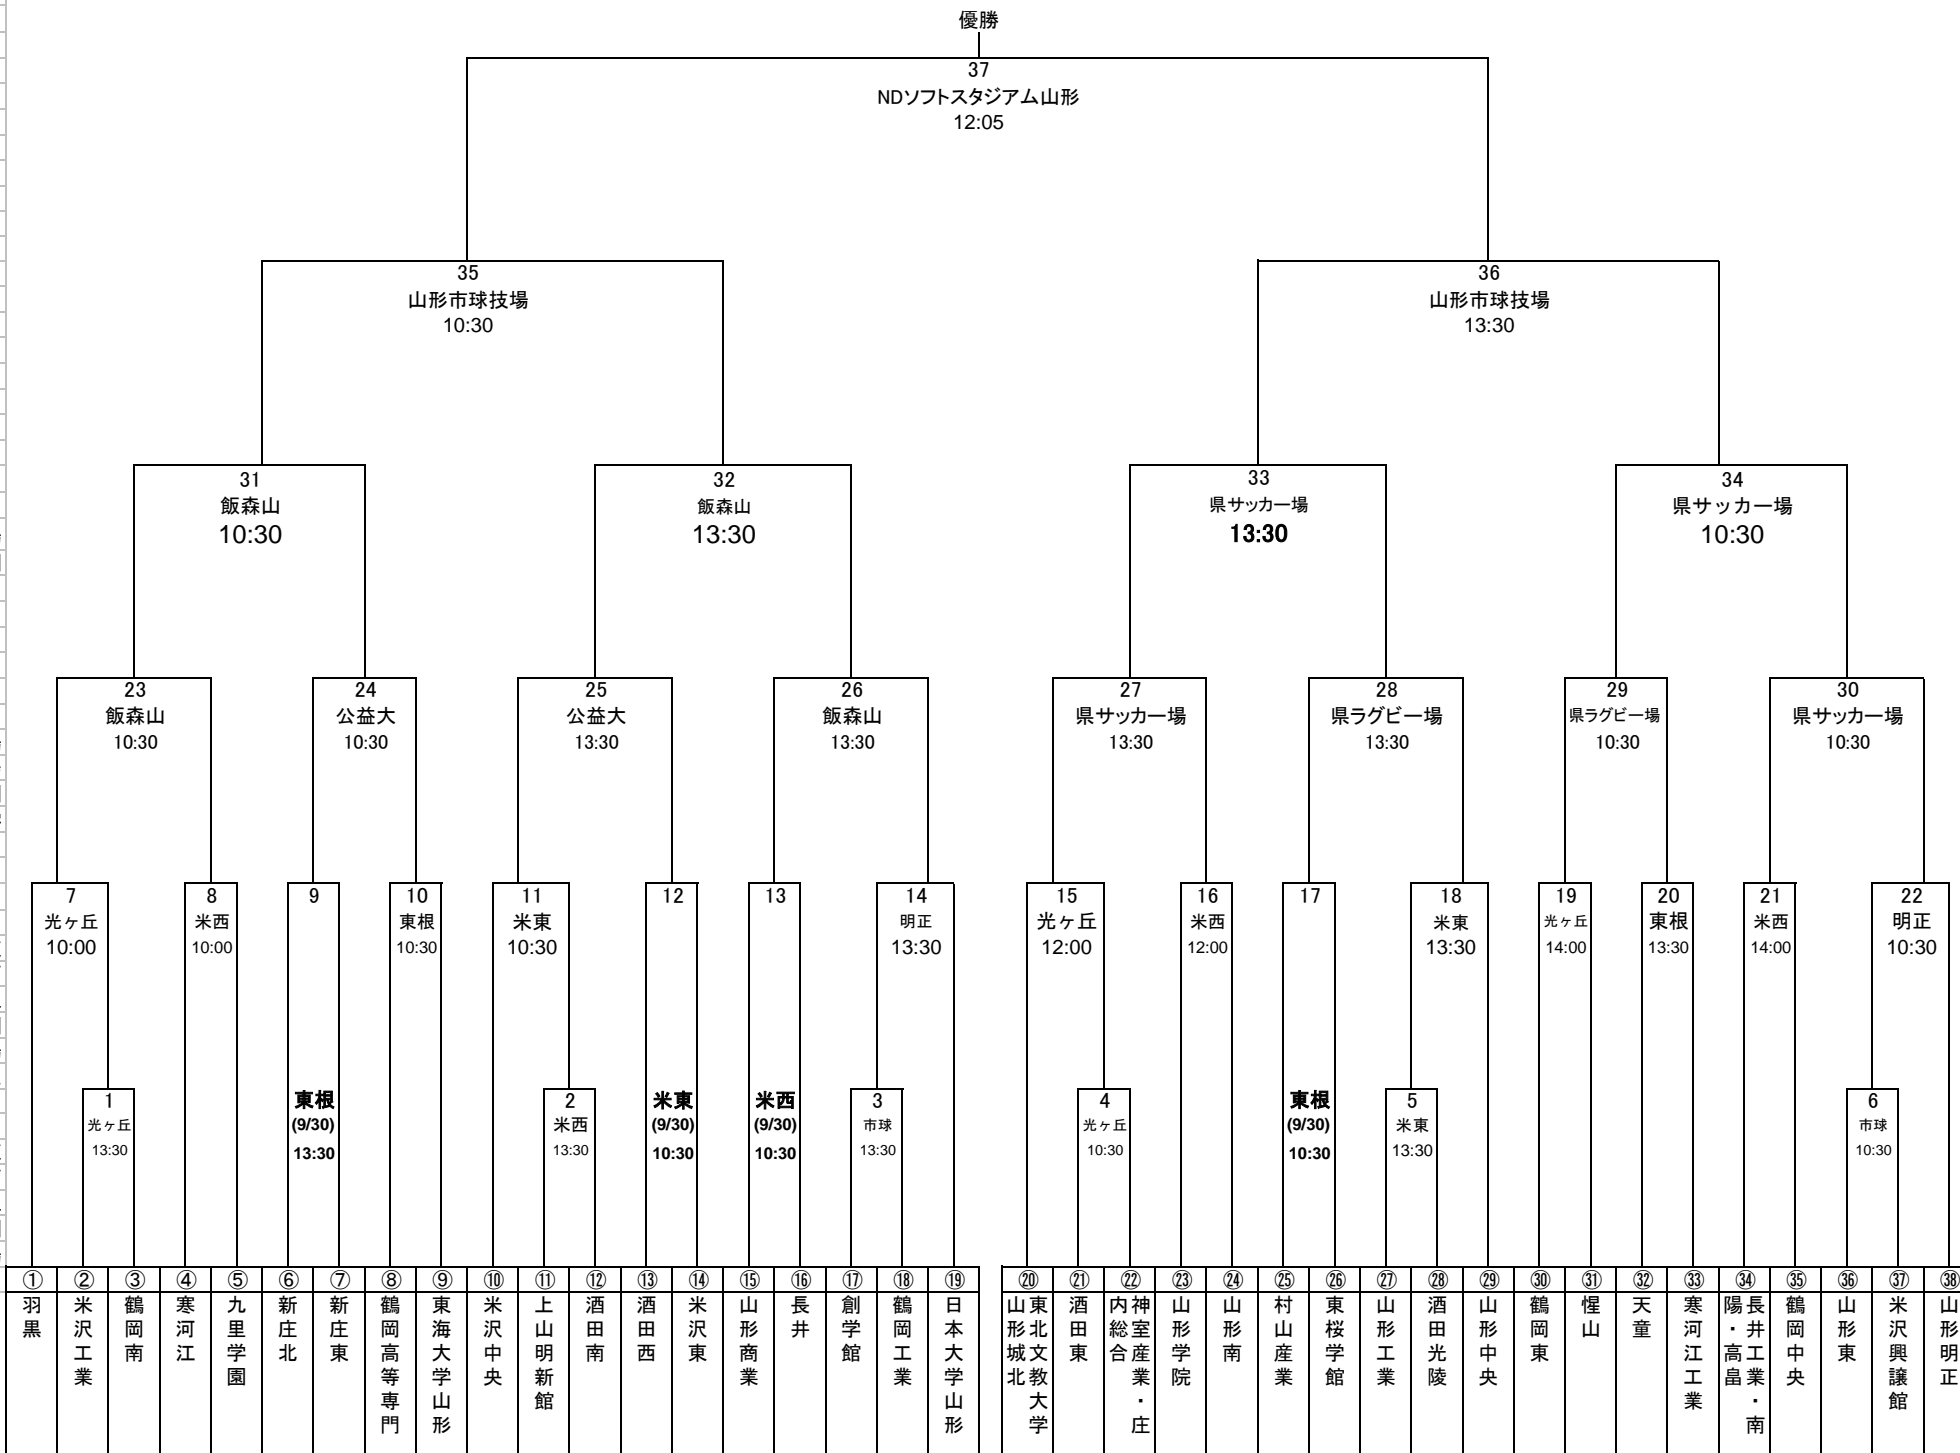 優勝
37
NDソフトスタジアム山形
12:05
35
山形市球技場
10:30
36
山形市球技場
13:30
31
飯森山
10:30
32
飯森山
13:30
33
県サッカー場
13:30
34
県サッカー場
10:30
23
飯森山
10:30
24
公益大
10:30
25
公益大
13:30
26
飯森山
13:30
27
県サッカー場
13:30
28
県ラグビー場
13:30
29
県ラグビー場
10:30
30
県サッカー場
10:30
7
光ヶ丘
10:00
8
米西
10:00
9
10
東根
10:30
11
米東
10:30
12
13
14
明正
13:30
15
光ヶ丘
12:00
16
米西
12:00
17
18
米東
13:30
19
光ヶ丘
14:00
20
東根
13:30
21
米西
14:00
22
明正
10:30
1
光ヶ丘
13:30
東根
(9/30)
13:30
2
米西
13:30
米東
(9/30)
10:30
米西
(9/30)
10:30
3
市球
13:30
4
光ヶ丘
10:30
東根
(9/30)
10:30
5
米東
13:30
6
市球
10:30
①
羽黒
②
米沢工業
③
鶴岡南
④
寒河江
⑤
九里学園
⑥
新庄北
⑦
新庄東
⑧
鶴岡高等専門
⑨
東海大学山形
⑩
米沢中央
⑪
上山明新館
⑫
酒田南
⑬
酒田西
⑭
米沢東
⑮
山形商業
⑯
長井
⑰
創学館
⑱
鶴岡工業
⑲
日本大学山形
⑳
東北文教大学
山形城北
㉑
酒田東
㉒
神室産業・庄
内総合
㉓
山形学院
㉔
山形南
㉕
村山産業
㉖
東桜学館
㉗
山形工業
㉘
酒田光陵
㉙
山形中央
㉚
鶴岡東
㉛
惺山
㉜
天童
㉝
寒河江工業
㉞
長井工業・南
陽・高畠
㉟
鶴岡中央
㊱
山形東
㊲
米沢興譲館
㊳
山形明正